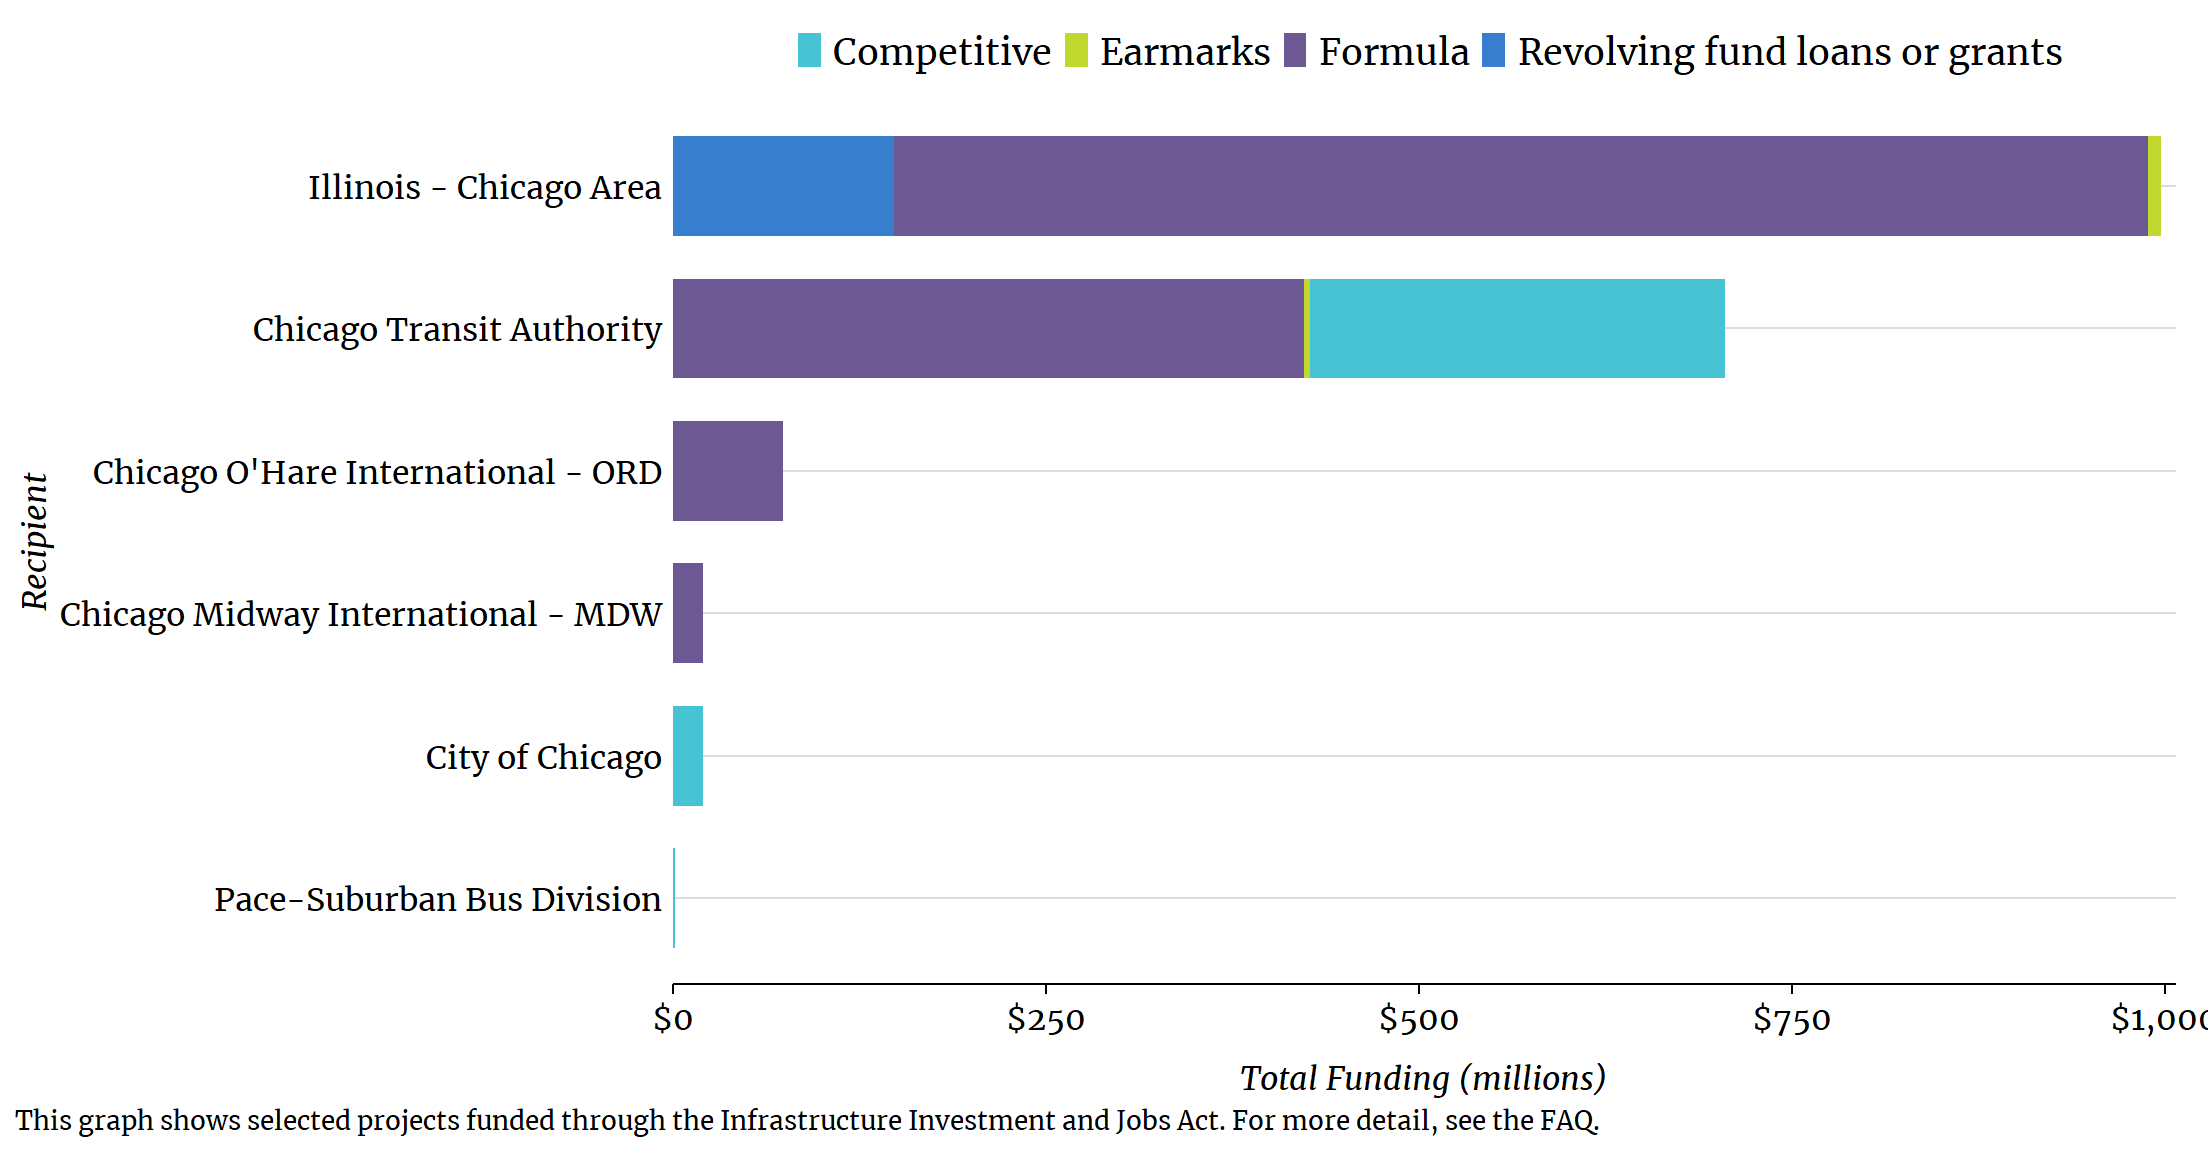 Competitive Earmarks Formula Revolving fund loans or grants
Illinois - Chicago Area
Chicago Transit Authority
Chicago O'Hare International - ORD
Recipient
Chicago Midway International - MDW
City of Chicago
Pace-Suburban Bus Division
$0 $250 $500 $750 $1,000
Total Funding (millions)
This graph shows selected projects funded through the Infrastructure Investment and Jobs Act. For more detail, see the FAQ.